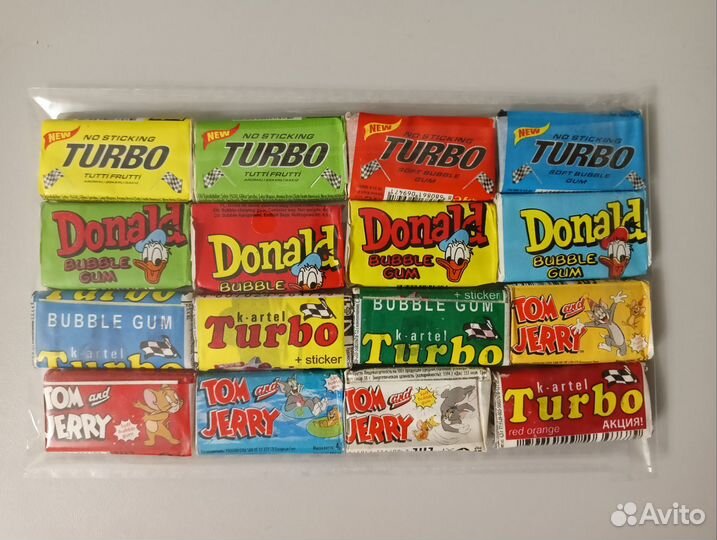 NEW
NO STICKING
TURBO
TUTTI FRUTTI
NEW
NO STICKING
TURBO
TUTTI FRUTTI
NEW
NO STICKING
TURBO
SOFT BUBBLE
GUM
NEW
NO STICKING
TURBO
SOFT BUBBLE
GUM
Donald
BUBBLE
GUM
Donald
BUBBLE
Donald
BUBBLE
GUM
Donald
BUBBLE
GUM
Turbo
BUBBLE GUM
k-artel
k-artel
Turbo
+ sticker
+ sticker
BUBBLE GUM
k-artel
Turbo
TOM and
JERRY
TOM and
JERRY
TOM and
JERRY
TOM and
JERRY
k-artel
Turbo
red orange
АКЦИЯ!
Avito